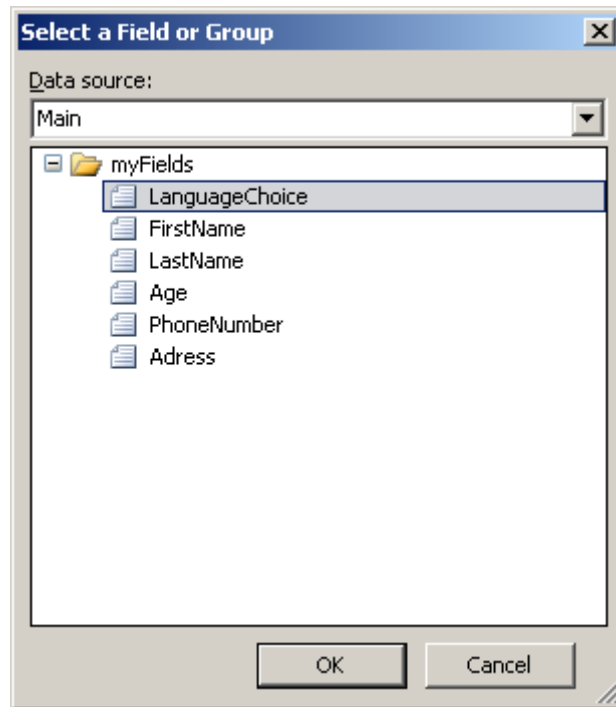 Select a Field or Group
Data source:
Main
myFields
LanguageChoice
FirstName
LastName
Age
PhoneNumber
Adress
OK Cancel